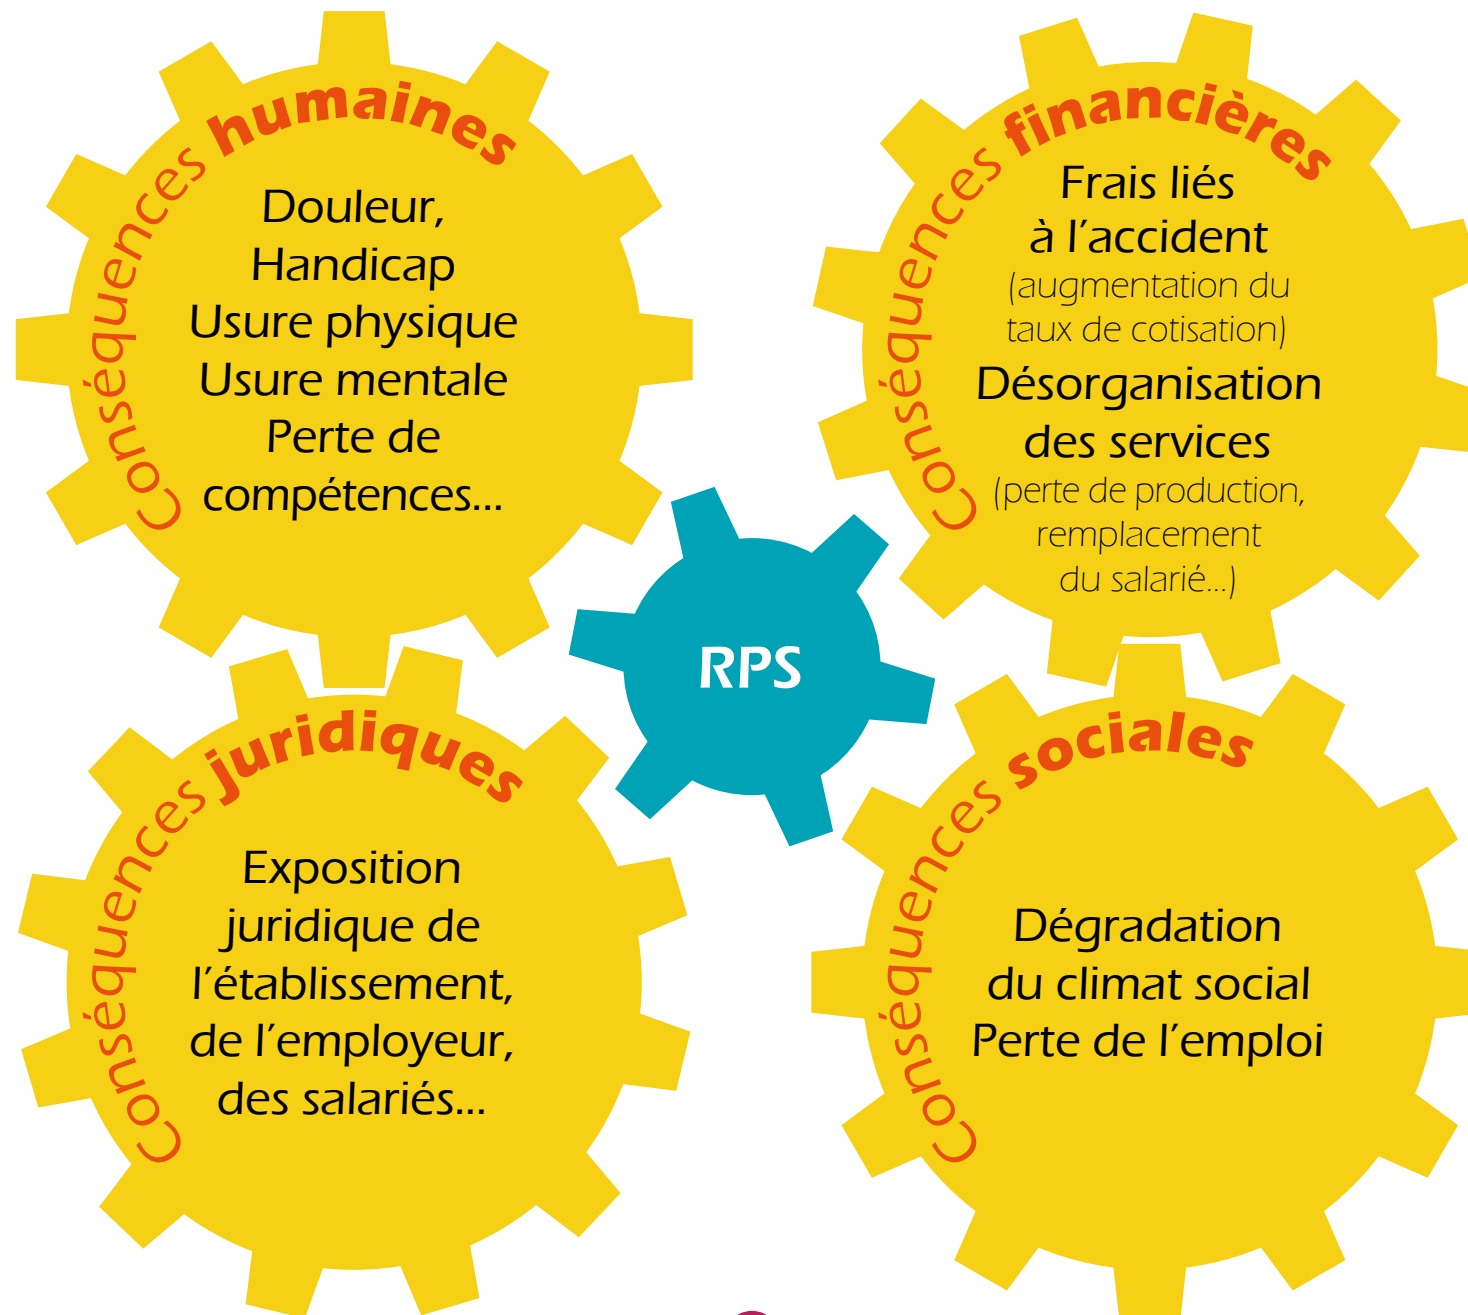 Conséquences humaines
Douleur,
Handicap
Usure physique
Usure mentale
Perte de
compétences...
Conséquences financières
Frais liés
à l’accident
(augmentation du
taux de cotisation)
Désorganisation
des services
(perte de production,
remplacement
du salarié...)
RPS
Conséquences juridiques
Exposition
juridique de
l’établissement,
de l’employeur,
des salariés...
Conséquences sociales
Dégradation
du climat social
Perte de l’emploi